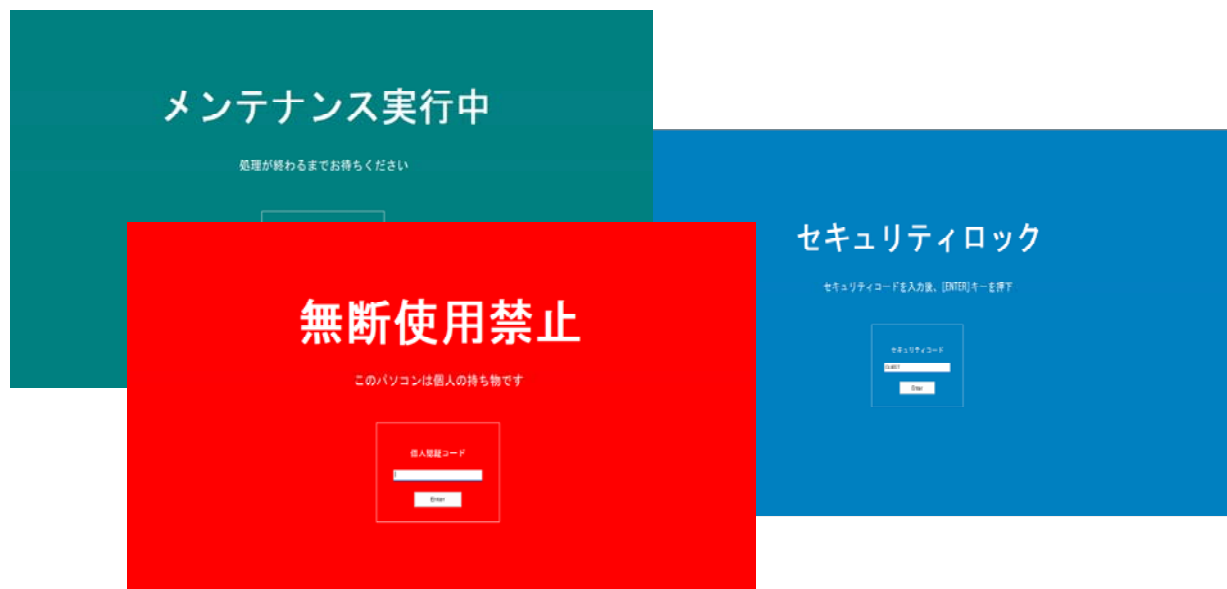 メンテナンス実行中
処理が終わるまでお待ちください
無断使用禁止
このパソコンは個人の持ち物です
個人認証コード
Enter
セキュリティロック
セキュリティコードを入力後、[ENTER]キーを押下
セキュリティコード
Enter